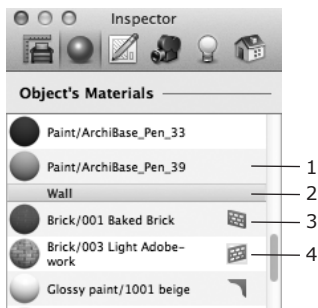 Inspector
Object's Materials
Paint/ArchiBase_Pen_33
Paint/ArchiBase_Pen_39
1
Wall
2
Brick/001 Baked Brick
3
Brick/003 Light Adobe-
work
4
Glossy paint/1001 beige